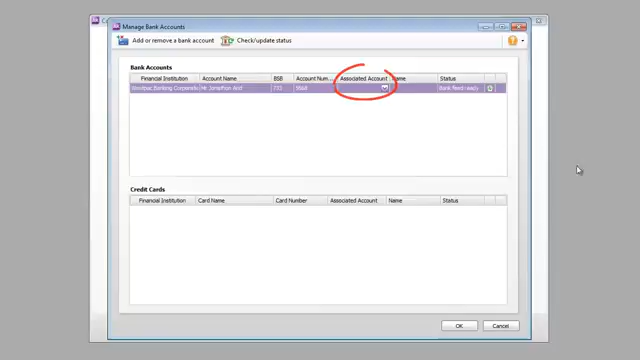 Manage Bank Accounts
Add or remove a bank account Check/update status
Bank Accounts
Financial Institution Account Name BSB Account Num... Associated Account Name Status
Westpac Banking Corporatio Mr Jonathon And 733 9568 Bank feed ready
Credit Cards
Financial Institution Card Name Card Number Associated Account Name Status
OK Cancel